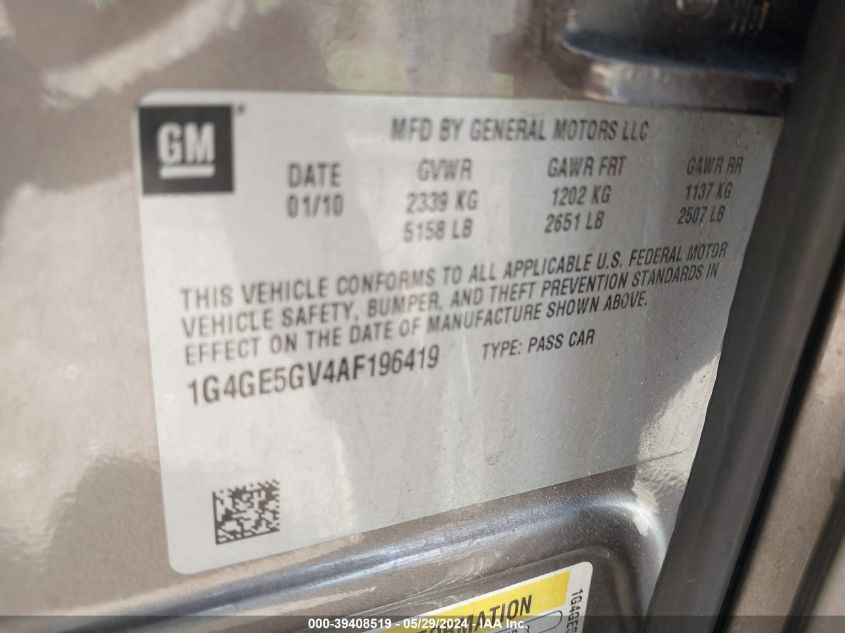 GM
MFD BY GENERAL MOTORS LLC
DATE GVWR GAWR FRT GAWR RR
01/10 2339 KG 1202 KG 1137 KG
5158 LB 2651 LB 2507 LB
THIS VEHICLE CONFORMS TO ALL APPLICABLE U.S. FEDERAL MOTOR
VEHICLE SAFETY, BUMPER, AND THEFT PREVENTION STANDARDS IN
EFFECT ON THE DATE OF MANUFACTURE SHOWN ABOVE.
1G4GE5GV4AF196419 TYPE: PASS CAR
000-39408519 - 05/29/2024 - IAA Inc.